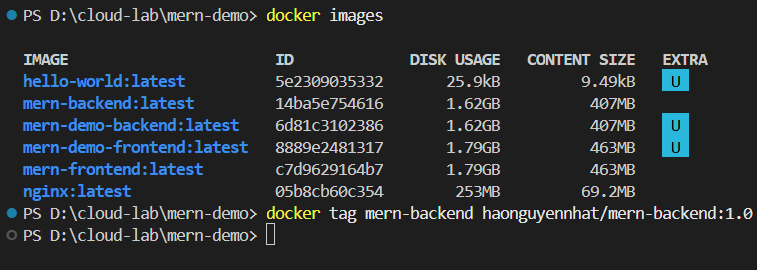 PS D:\cloud-lab\mern-demo> docker images
IMAGE ID DISK USAGE CONTENT SIZE EXTRA
hello-world:latest 5e2309035332 25.9kB 9.49kB U
mern-backend:latest 14ba5e754616 1.62GB 407MB
mern-demo-backend:latest 6d81c3102386 1.62GB 407MB U
mern-demo-frontend:latest 8889e2481317 1.79GB 463MB U
mern-frontend:latest c7d9629164b7 1.79GB 463MB
nginx:latest 05b8cb60c354 253MB 69.2MB
PS D:\cloud-lab\mern-demo> docker tag mern-backend haonguyennhat/mern-backend:1.0
PS D:\cloud-lab\mern-demo>